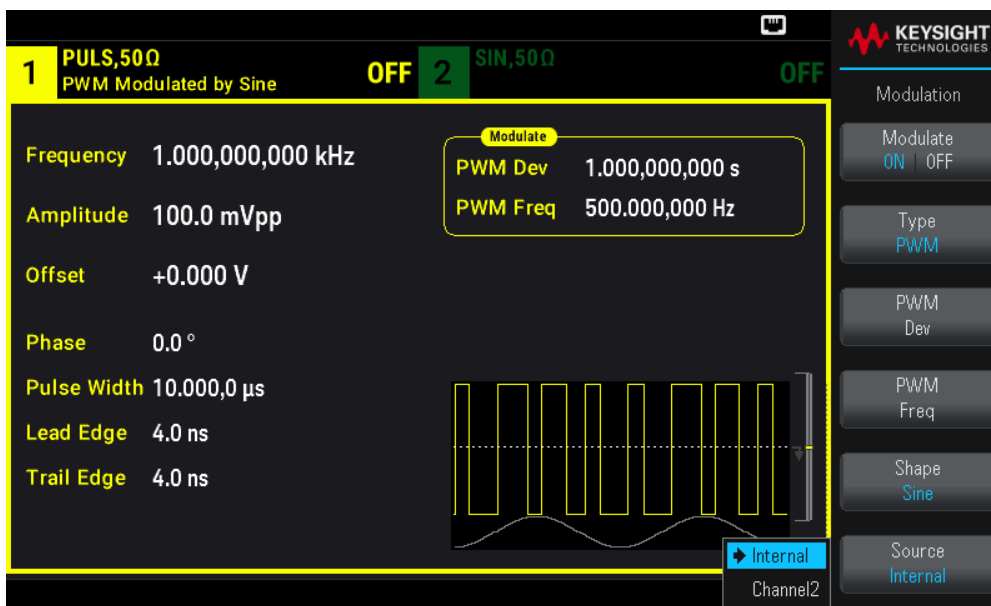 1
PULS,50Ω
PWM Modulated by Sine
OFF
2
SIN,50Ω
OFF
KEYSIGHT
TECHNOLOGIES
Frequency 1.000,000,000 kHz
Amplitude 100.0 mVpp
Offset +0.000 V
Phase 0.0 °
Pulse Width 10.000,0 µs
Lead Edge 4.0 ns
Trail Edge 4.0 ns
Modulate
PWM Dev 1.000,000,000 s
PWM Freq 500.000,000 Hz
Internal
Channel2
Modulation
Modulate
ON | OFF
Type
PWM
PWM
Dev
PWM
Freq
Shape
Sine
Source
Internal